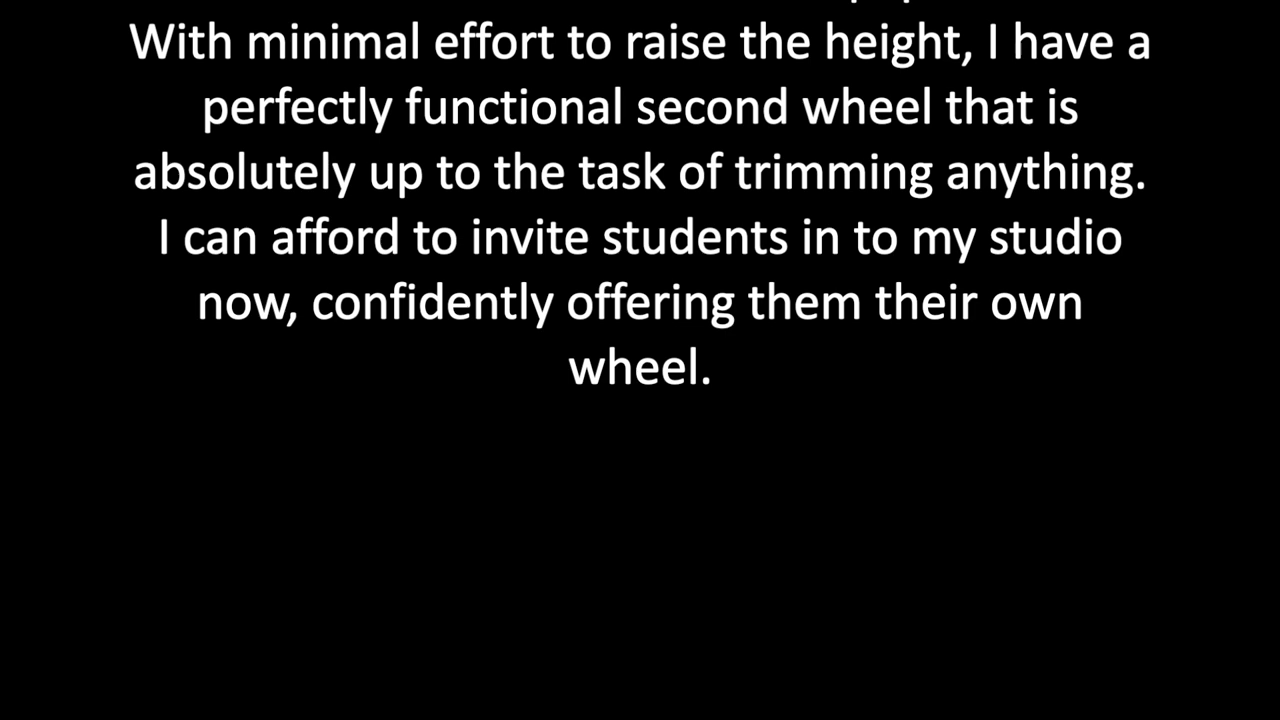 With minimal effort to raise the height, I have a
perfectly functional second wheel that is
absolutely up to the task of trimming anything.
I can afford to invite students in to my studio
now, confidently offering them their own
wheel.